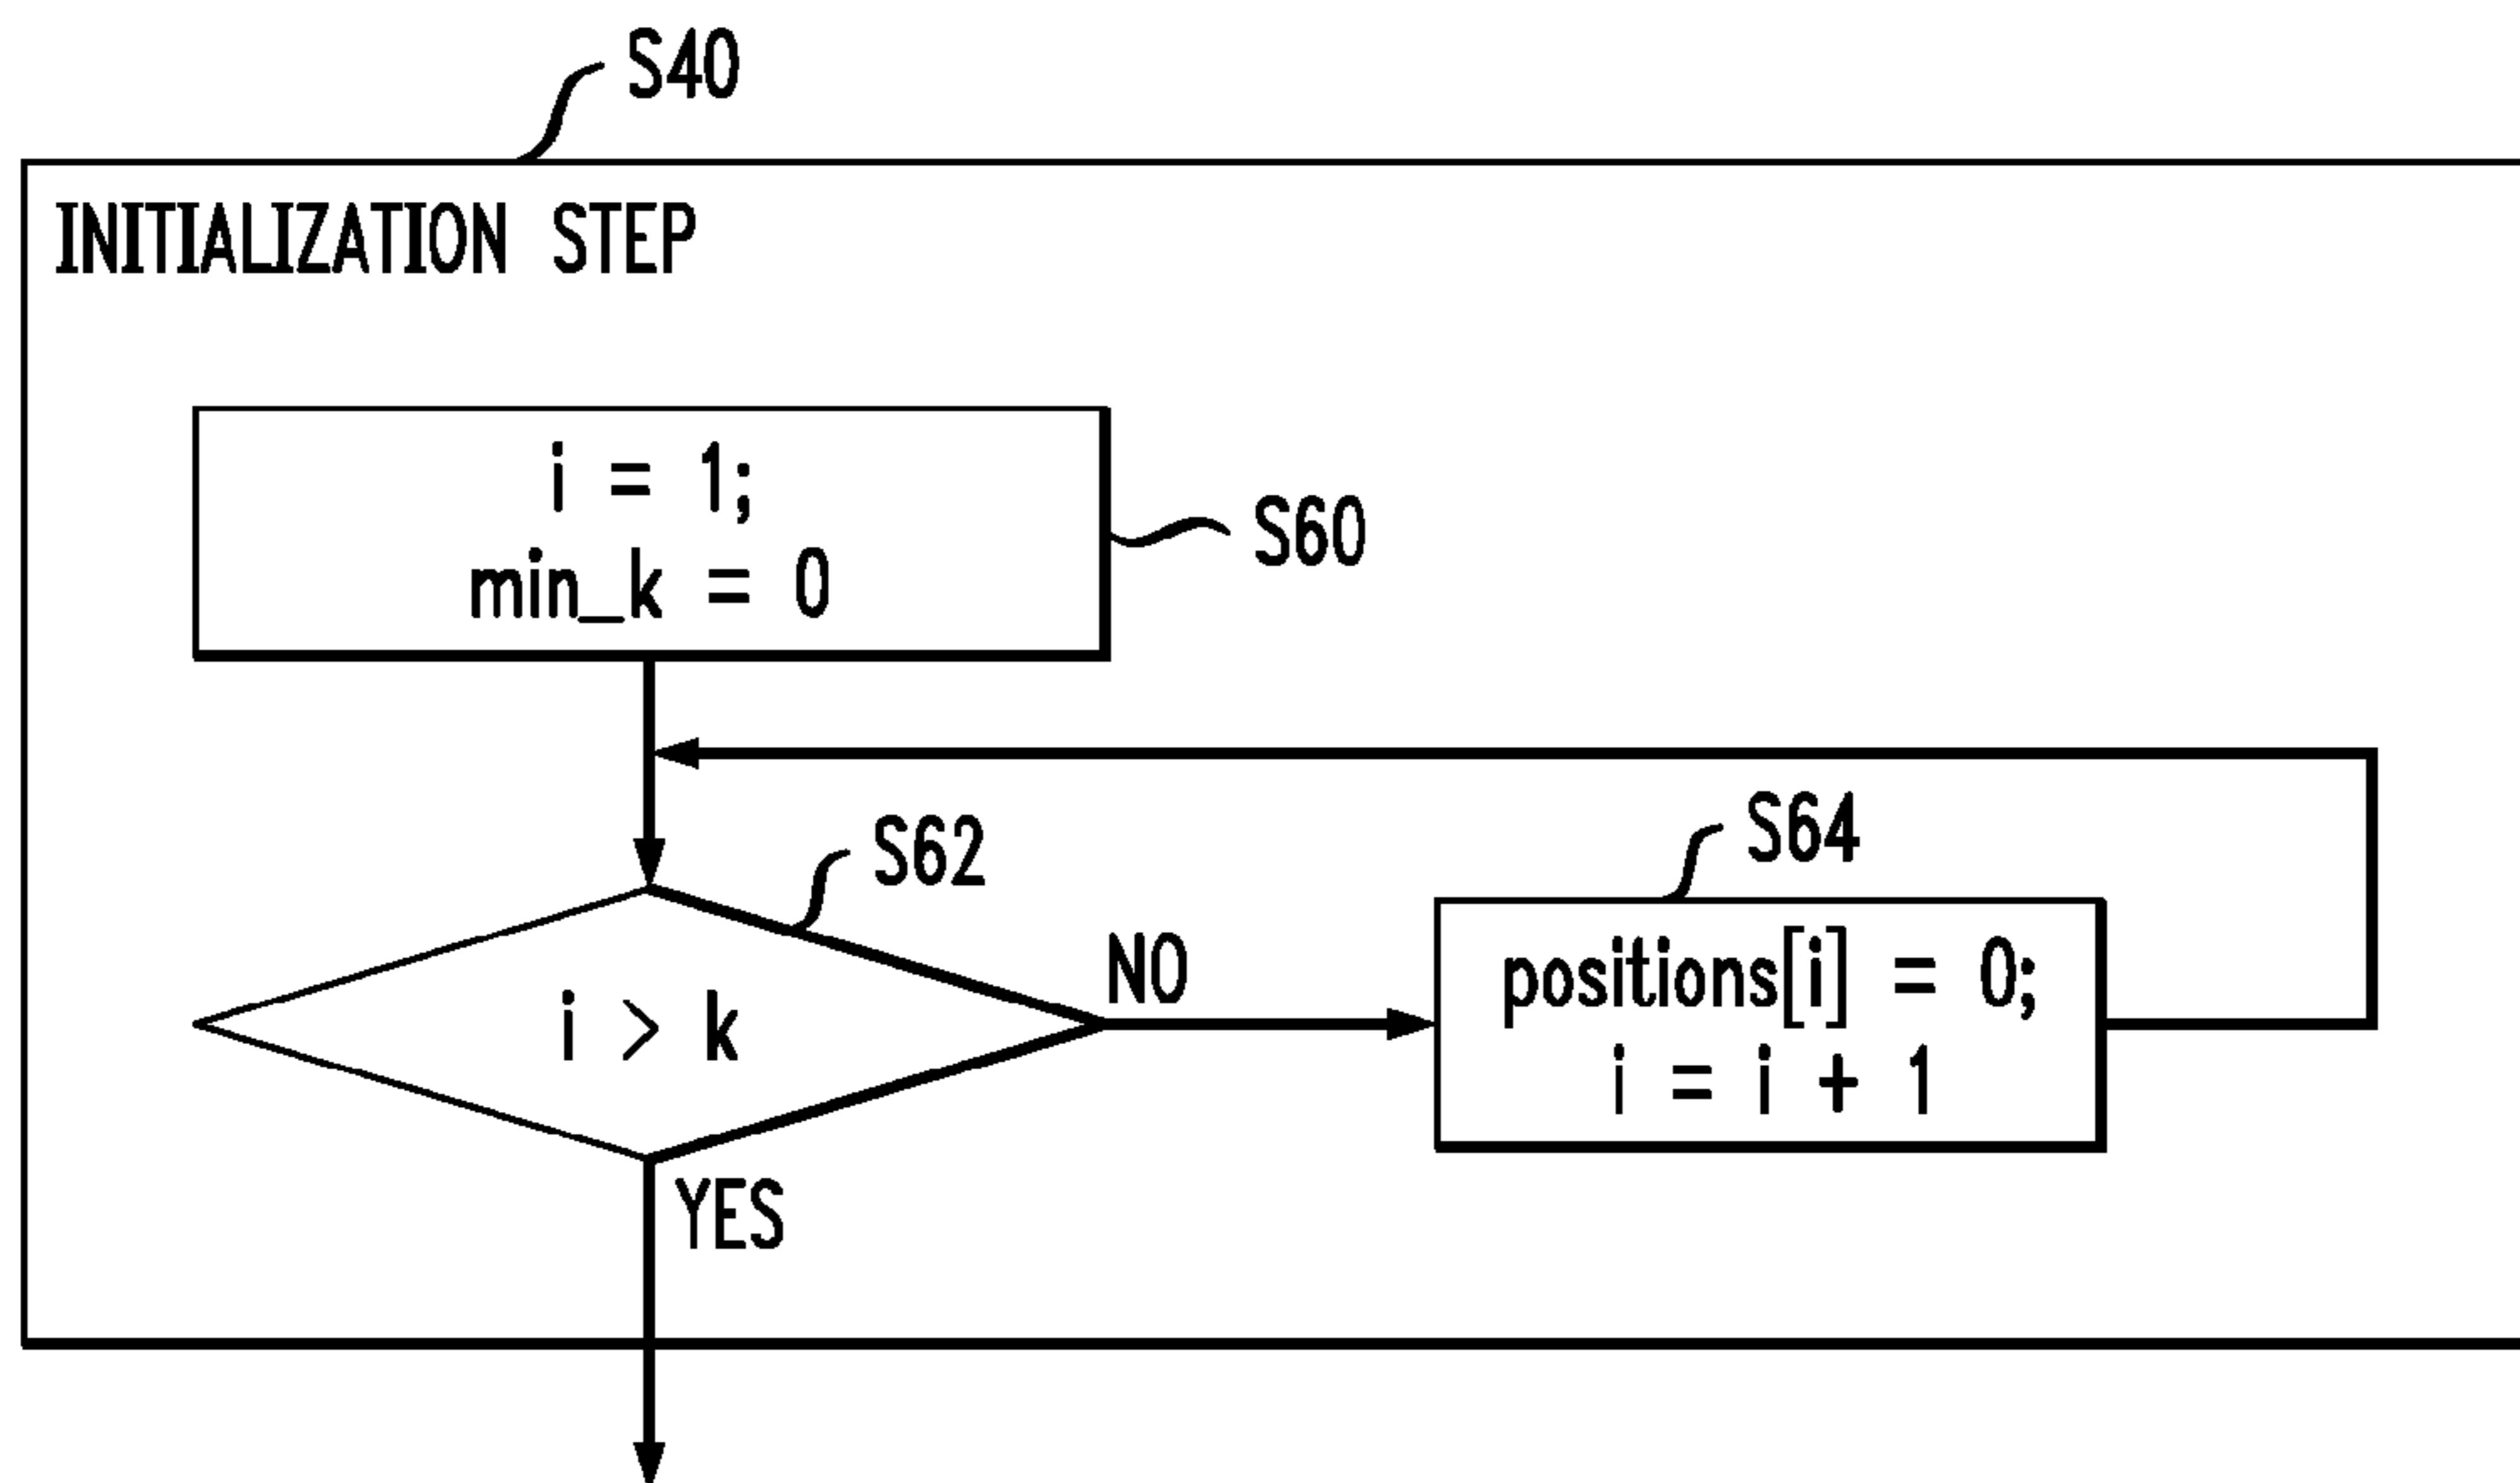 S40
INITIALIZATION STEP
i = 1;
min_k = 0
S60
S62
S64
i > k
NO
positions[i] = 0;
i = i + 1
YES